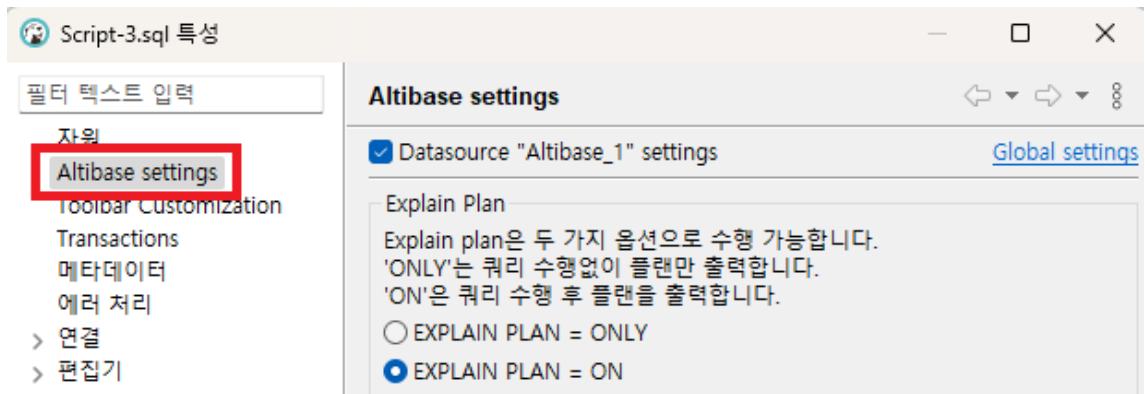 Script-3.sql 특성
필터 텍스트 입력
자원
Altibase settings
Toolbar Customization
Transactions
메타데이터
에러 처리
연결
편집기
Altibase settings
Datasource "Altibase_1" settings
Global settings
Explain Plan
Explain plan은 두 가지 옵션으로 수행 가능합니다.
'ONLY'는 쿼리 수행없이 플랜만 출력합니다.
'ON'은 쿼리 수행 후 플랜을 출력합니다.
EXPLAIN PLAN = ONLY
EXPLAIN PLAN = ON